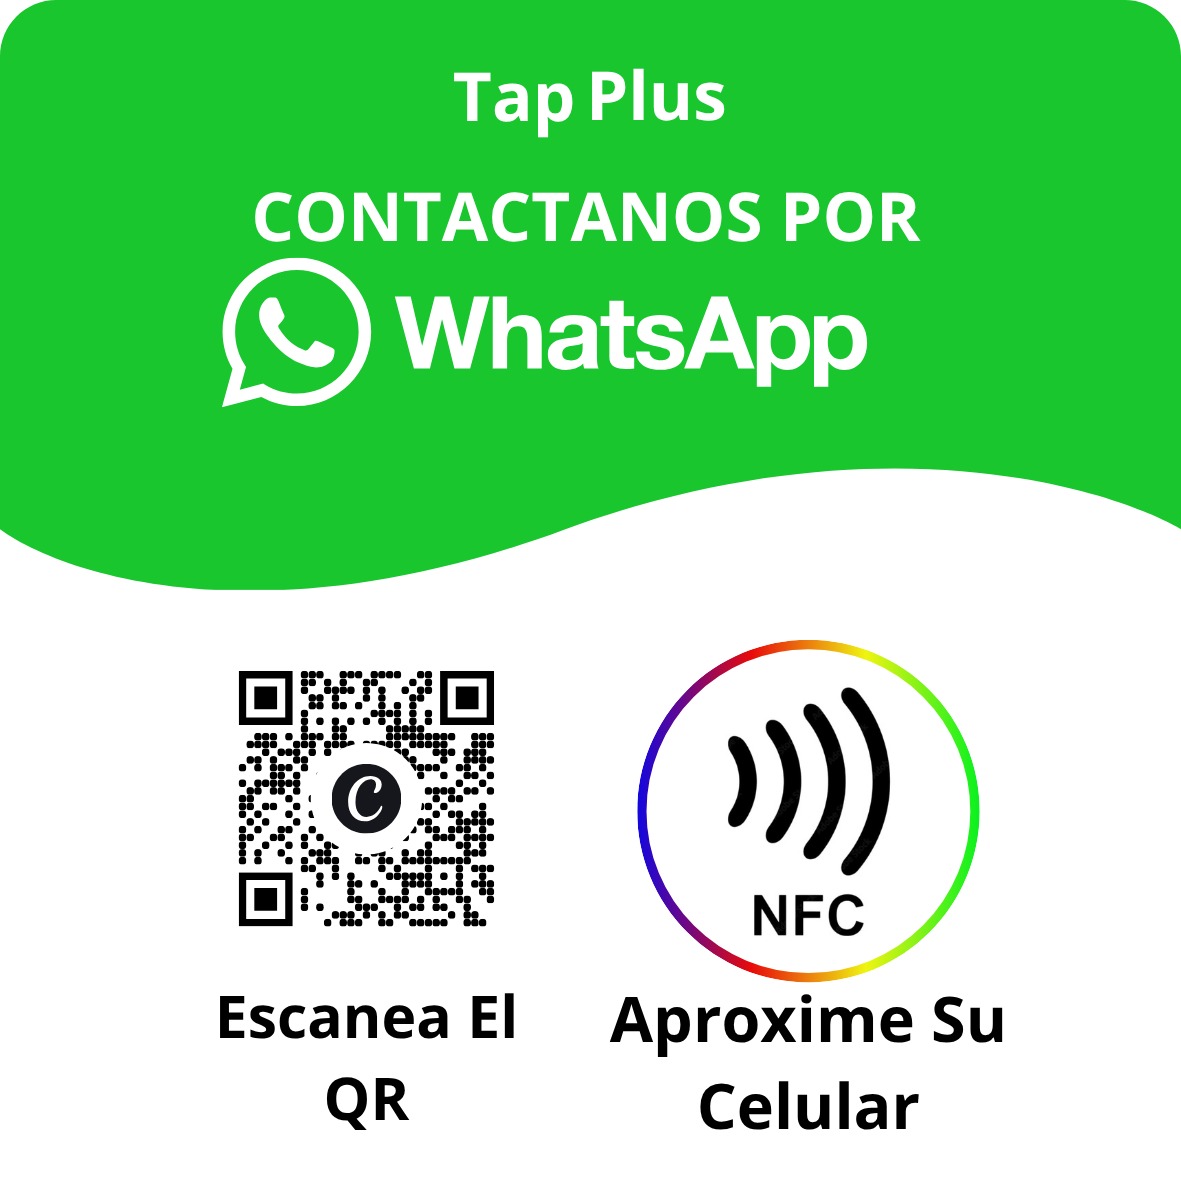 Tap Plus
CONTACTANOS POR
WhatsApp
C
NFC
Escanea El
QR
Aproxime Su
Celular